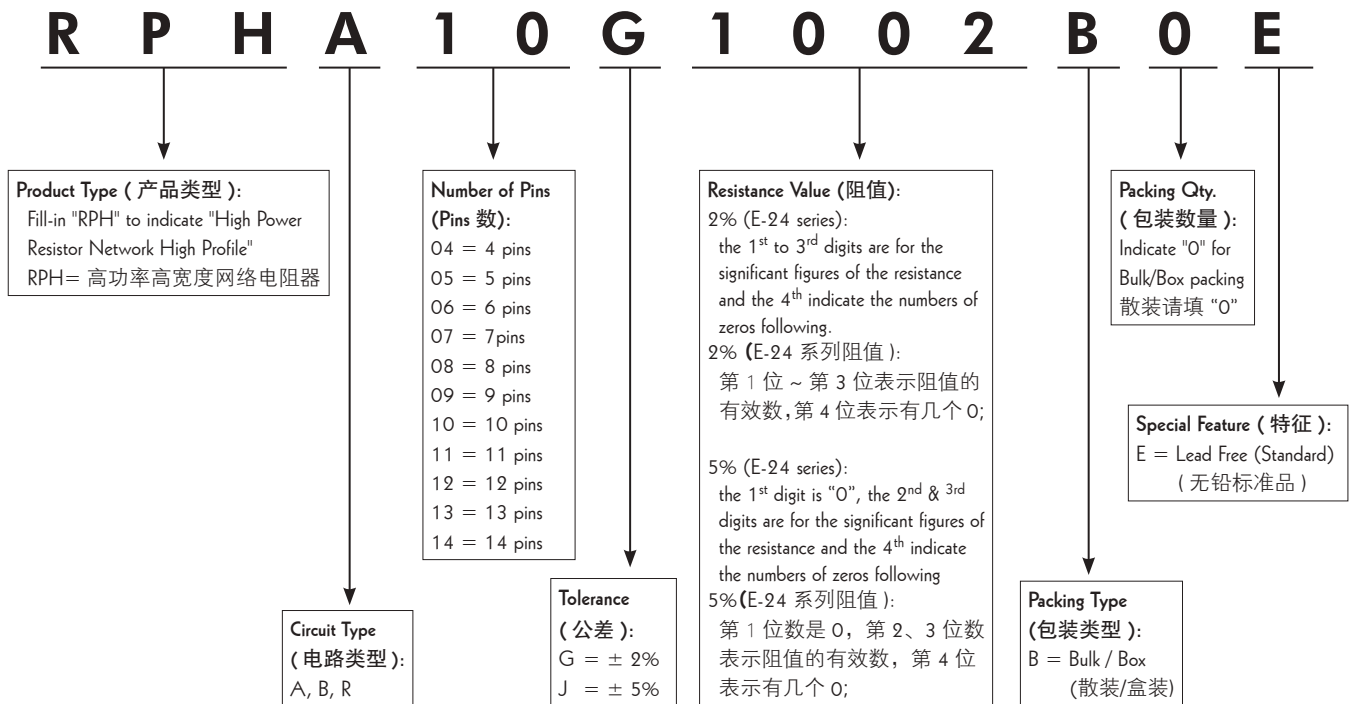 R P H A 1 0 G 1 0 0 2 B 0 E
Product Type ( 产品类型 ):
Fill-in "RPH" to indicate "High Power
Resistor Network High Profile"
RPH= 高功率高宽度网络电阻器
Circuit Type
( 电路类型 ):
A, B, R
Number of Pins
(Pins 数):
04 = 4 pins
05 = 5 pins
06 = 6 pins
07 = 7pins
08 = 8 pins
09 = 9 pins
10 = 10 pins
11 = 11 pins
12 = 12 pins
13 = 13 pins
14 = 14 pins
Tolerance
( 公差 ):
G = ± 2%
J = ± 5%
Resistance Value (阻值):
2% (E-24 series):
the 1st to 3rd digits are for the
significant figures of the resistance
and the 4th indicate the numbers of
zeros following.
2% (E-24 系列阻值 ):
第 1 位 ~ 第 3 位表示阻值的
有效数，第 4 位表示有几个 0;
5% (E-24 series):
the 1st digit is “0”, the 2nd & 3rd
digits are for the significant figures of
the resistance and the 4th indicate
the numbers of zeros following
5%(E-24 系列阻值 ):
第 1 位数是 0，第 2、3 位数
表示阻值的有效数，第 4 位
表示有几个 0;
Packing Type
(包装类型):
B = Bulk / Box
(散装/盒装)
Packing Qty.
( 包装数量 ):
Indicate "0" for
Bulk/Box packing
散装请填 “0”
Special Feature ( 特征 ):
E = Lead Free (Standard)
( 无铅标准品 )